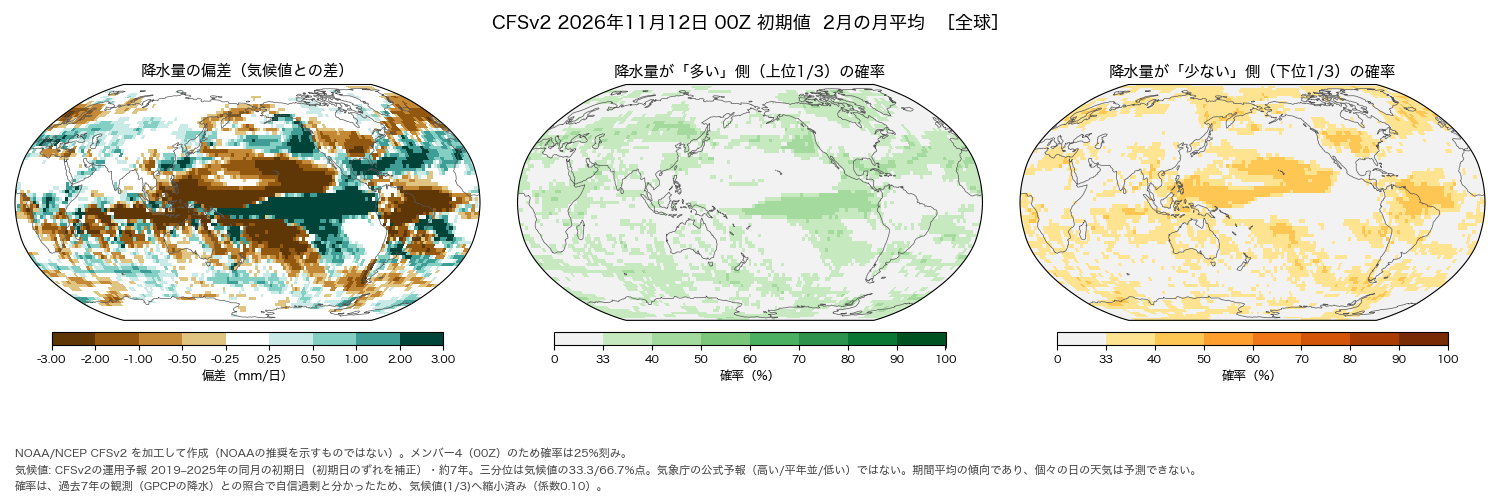 CFSv2 2026年11月12日 00Z 初期値 2月の月平均 ［全球］
降水量の偏差（気候値との差）
降水量が「多い」側（上位1/3）の確率
降水量が「少ない」側（下位1/3）の確率
-3.00 -2.00 -1.00 -0.50 -0.25 0.25 0.50 1.00 2.00 3.00
偏差（mm/日）
0 33 40 50 60 70 80 90 100
確率（%）
0 33 40 50 60 70 80 90 100
確率（%）
NOAA/NCEP CFSv2 を加工して作成（NOAAの推奨を示すものではない）。メンバー4（00Z）のため確率は25%刻み。
気候値: CFSv2の運用予報 2019–2025年の同月の初期日（初期日のずれを補正）・約7年。三分位は気候値の33.3/66.7%点。気象庁の公式予報（高い/平年並/低い）ではない。期間平均の傾向であり、個々の日の天気は予測できない。
確率は、過去7年の観測（GPCPの降水）との照合で自信過剰と分かったため、気候値(1/3)へ縮小済み（係数0.10）。